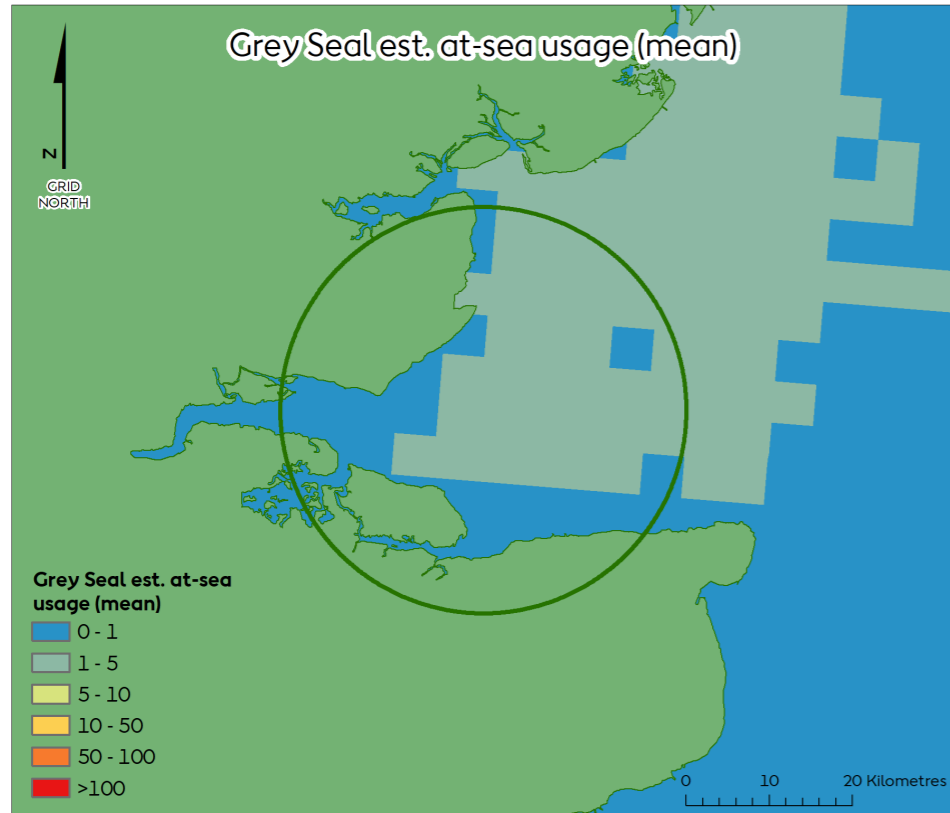 Grey Seal est. at-sea usage (mean)
N
GRID
NORTH
Grey Seal est. at-sea
usage (mean)
0 - 1
1 - 5
5 - 10
10 - 50
50 - 100
>100
0 10 20 Kilometres